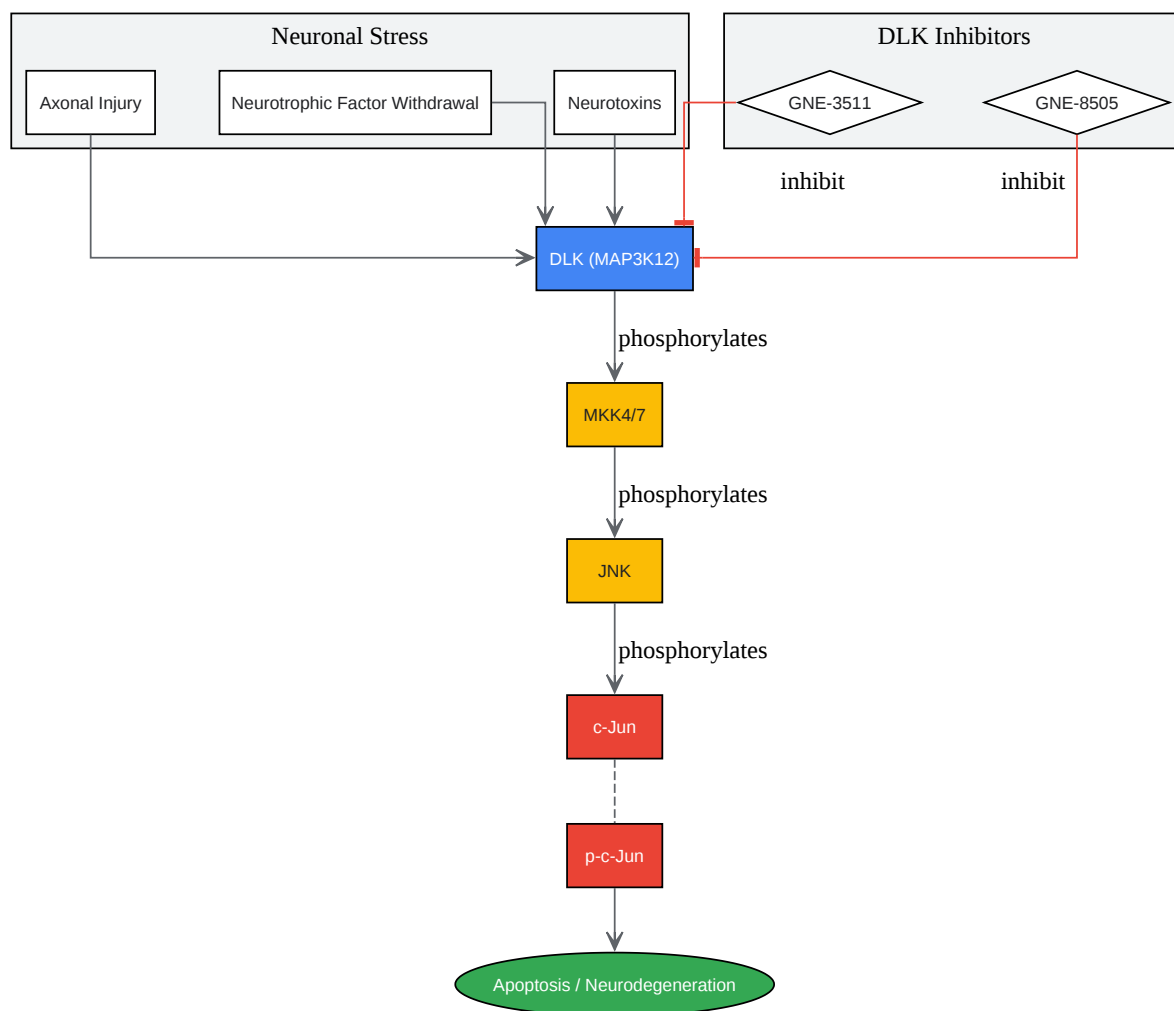 Neuronal Stress
DLK Inhibitors
Axonal Injury
Neurotrophic Factor Withdrawal
Neurotoxins
GNE-3511
GNE-8505
inhibit
inhibit
DLK (MAP3K12)
phosphorylates
MKK4/7
phosphorylates
JNK
phosphorylates
c-Jun
p-c-Jun
Apoptosis / Neurodegeneration